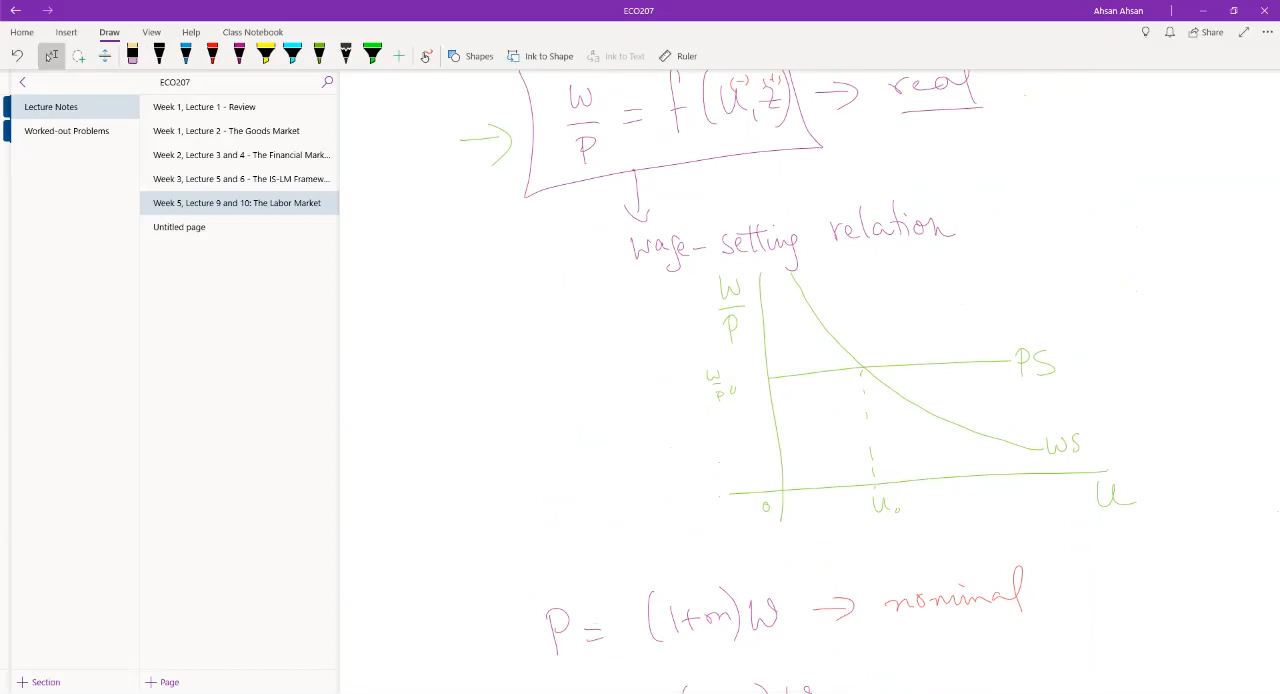 ECO207
Ahsan Ahsan
Home Insert Draw View Help Class Notebook
Share
Shapes Ink to Shape Ink to Text Ruler
ECO207
Lecture Notes
Worked-out Problems
Week 1, Lecture 1 - Review
Week 1, Lecture 2 - The Goods Market
Week 2, Lecture 3 and 4 - The Financial Mark...
Week 3, Lecture 5 and 6 - The IS-LM Framew...
Week 5, Lecture 9 and 10: The Labor Market
Untitled page
W/P = f(u, z) → real
(-) (+)
wage-setting relation
W/P
PS
W/P 0
WS
0
u₀
u
P = (1+m)W → nominal
+ Section
+ Page